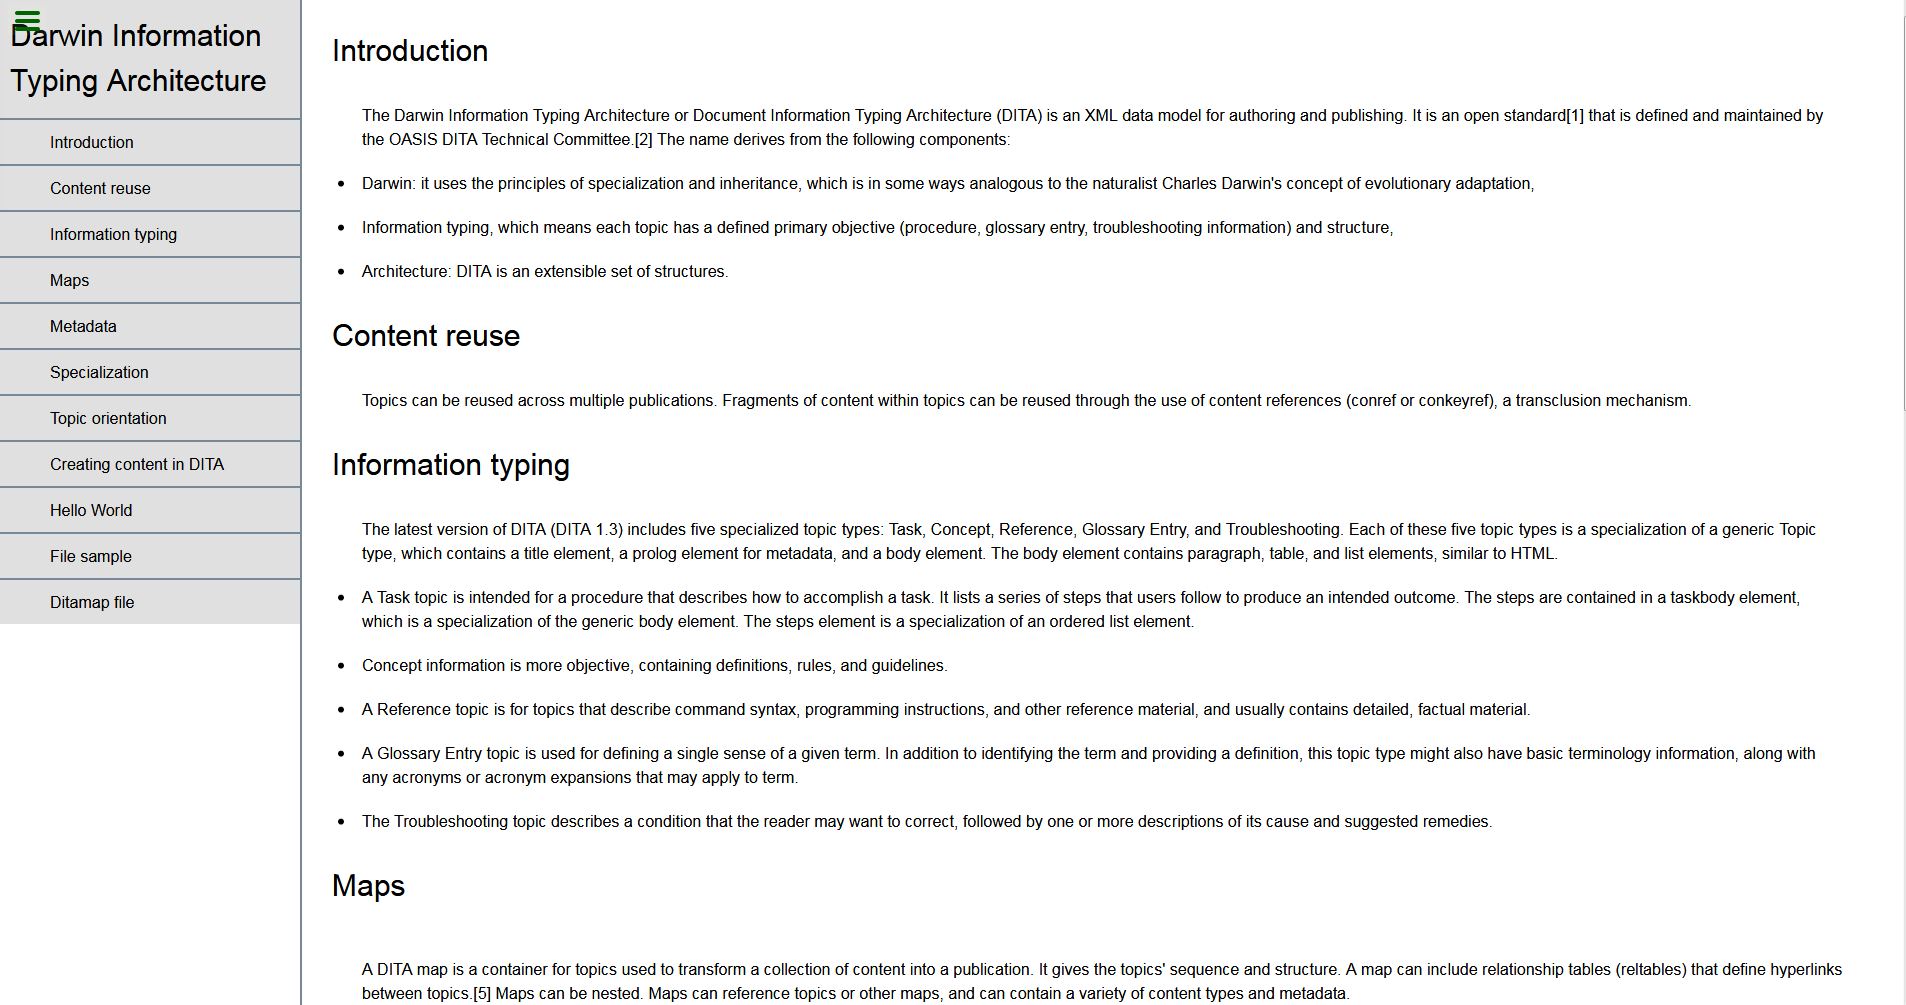 Darwin Information
Typing Architecture
Introduction
Content reuse
Information typing
Maps
Metadata
Specialization
Topic orientation
Creating content in DITA
Hello World
File sample
Ditamap file
Introduction
The Darwin Information Typing Architecture or Document Information Typing Architecture (DITA) is an XML data model for authoring and publishing. It is an open standard[1] that is defined and maintained by
the OASIS DITA Technical Committee.[2] The name derives from the following components:
• Darwin: it uses the principles of specialization and inheritance, which is in some ways analogous to the naturalist Charles Darwin's concept of evolutionary adaptation,
• Information typing, which means each topic has a defined primary objective (procedure, glossary entry, troubleshooting information) and structure,
• Architecture: DITA is an extensible set of structures.
Content reuse
Topics can be reused across multiple publications. Fragments of content within topics can be reused through the use of content references (conref or conkeyref), a transclusion mechanism.
Information typing
The latest version of DITA (DITA 1.3) includes five specialized topic types: Task, Concept, Reference, Glossary Entry, and Troubleshooting. Each of these five topic types is a specialization of a generic Topic
type, which contains a title element, a prolog element for metadata, and a body element. The body element contains paragraph, table, and list elements, similar to HTML.
• A Task topic is intended for a procedure that describes how to accomplish a task. It lists a series of steps that users follow to produce an intended outcome. The steps are contained in a taskbody element,
which is a specialization of the generic body element. The steps element is a specialization of an ordered list element.
• Concept information is more objective, containing definitions, rules, and guidelines.
• A Reference topic is for topics that describe command syntax, programming instructions, and other reference material, and usually contains detailed, factual material.
• A Glossary Entry topic is used for defining a single sense of a given term. In addition to identifying the term and providing a definition, this topic type might also have basic terminology information, along with
any acronyms or acronym expansions that may apply to term.
• The Troubleshooting topic describes a condition that the reader may want to correct, followed by one or more descriptions of its cause and suggested remedies.
Maps
A DITA map is a container for topics used to transform a collection of content into a publication. It gives the topics' sequence and structure. A map can include relationship tables (reltables) that define hyperlinks
between topics.[5] Maps can be nested. Maps can reference topics or other maps, and can contain a variety of content types and metadata.